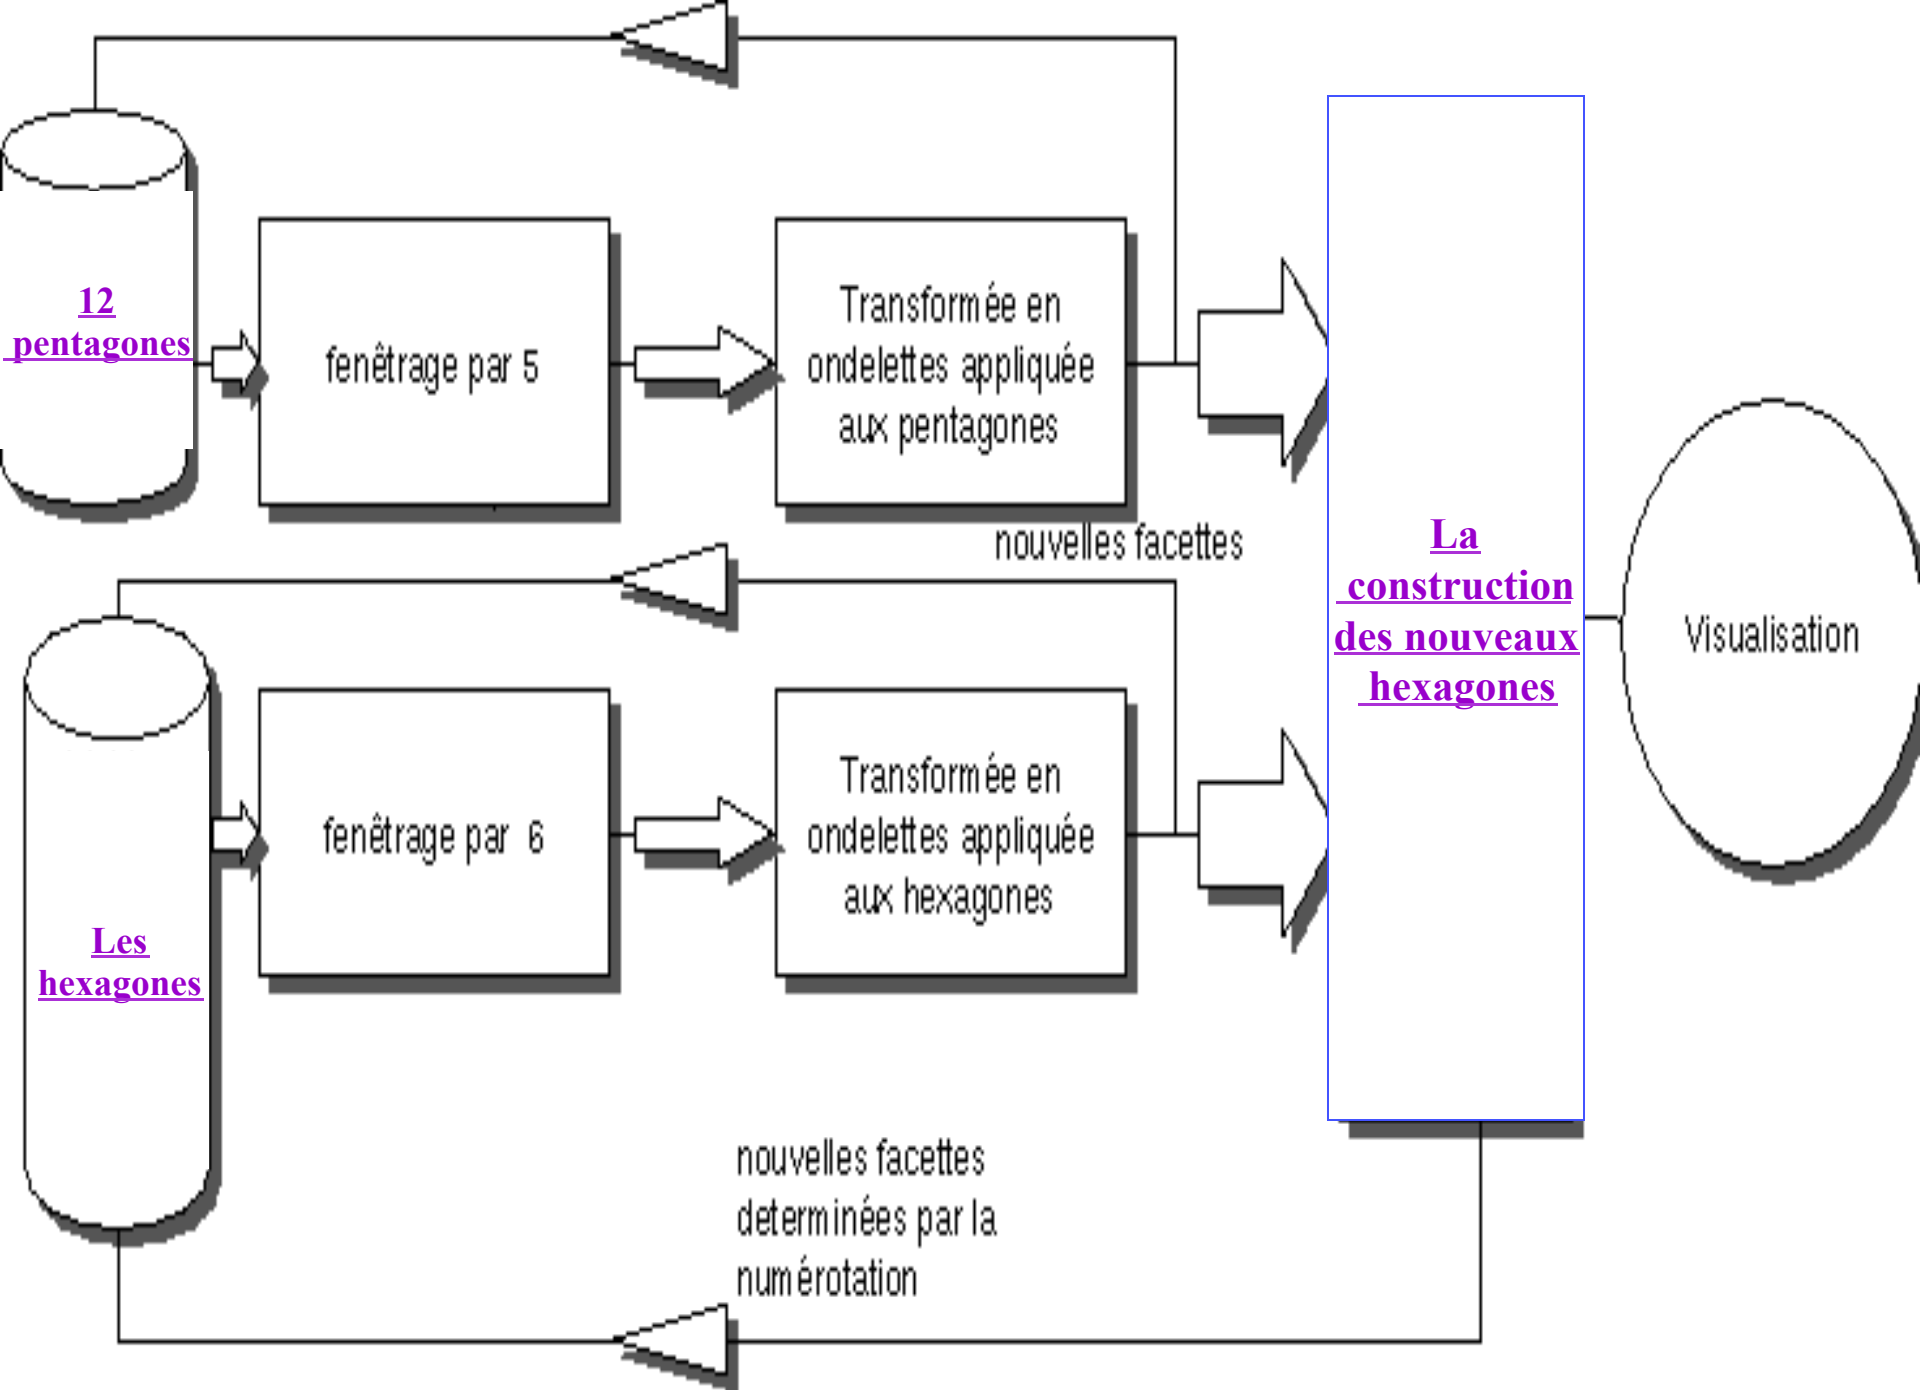 12
pentagones
fenêtrage par 5
Transformée en
ondelettes appliquée
aux pentagones
nouvelles facettes
La
construction
des nouveaux
hexagones
Visualisation
Les
hexagones
fenêtrage par 6
Transformée en
ondelettes appliquée
aux hexagones
nouvelles facettes
determinées par la
numérotation